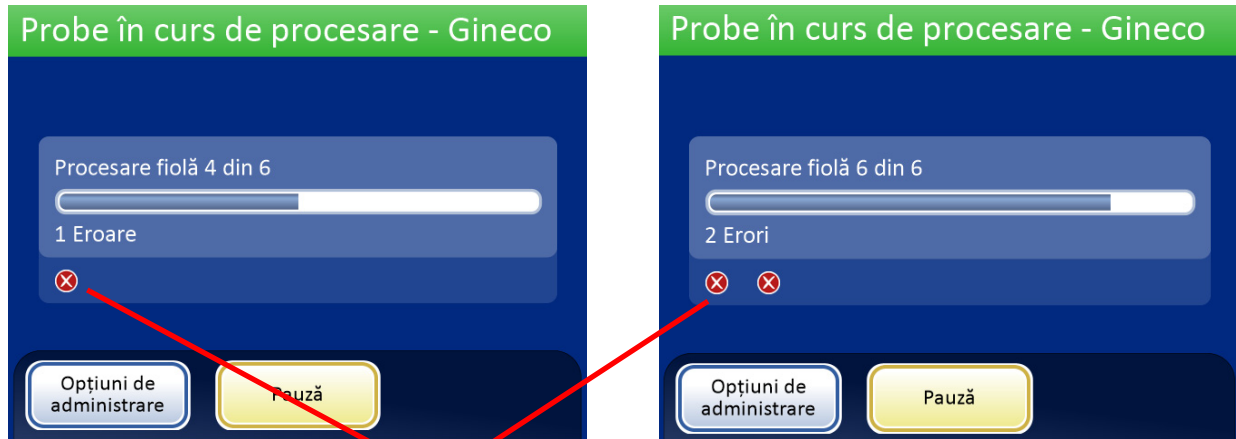 Probe în curs de procesare - Gineco
Procesare fiolă 4 din 6
1 Eroare
Opțiuni de
administrare
Pauză
Probe în curs de procesare - Gineco
Procesare fiolă 6 din 6
2 Erori
Opțiuni de
administrare
Pauză